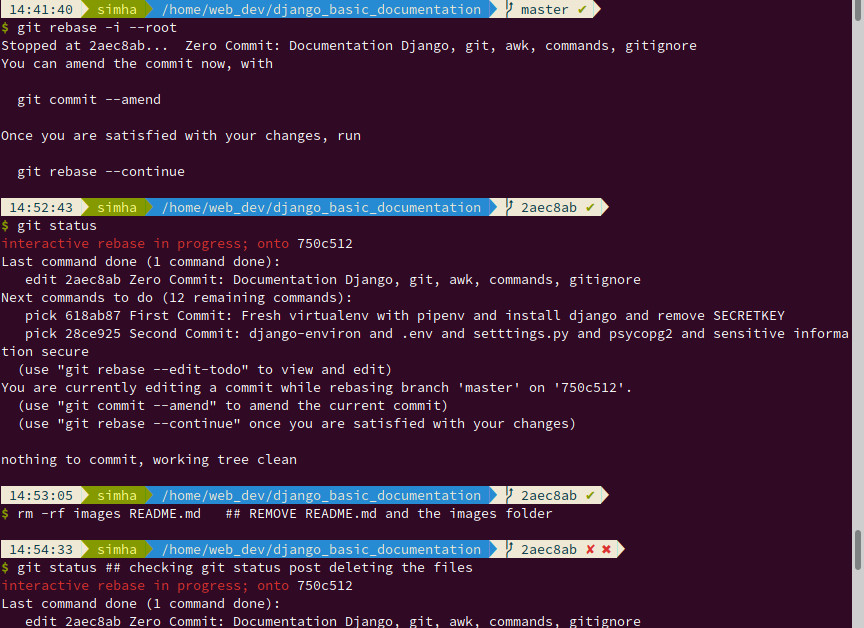 14:41:40 simha /home/web_dev/django_basic_documentation master ✔
$ git rebase -i --root
Stopped at 2aec8ab... Zero Commit: Documentation Django, git, awk, commands, gitignore
You can amend the commit now, with
git commit --amend
Once you are satisfied with your changes, run
git rebase --continue
14:52:43 simha /home/web_dev/django_basic_documentation 2aec8ab ✔
$ git status
interactive rebase in progress; onto 750c512
Last command done (1 command done):
edit 2aec8ab Zero Commit: Documentation Django, git, awk, commands, gitignore
Next commands to do (12 remaining commands):
pick 618ab87 First Commit: Fresh virtualenv with pipenv and install django and remove SECRETKEY
pick 28ce925 Second Commit: django-environ and .env and setttings.py and psycopg2 and sensitive informa
tion secure
(use "git rebase --edit-todo" to view and edit)
You are currently editing a commit while rebasing branch 'master' on '750c512'.
(use "git commit --amend" to amend the current commit)
(use "git rebase --continue" once you are satisfied with your changes)
nothing to commit, working tree clean
14:53:05 simha /home/web_dev/django_basic_documentation 2aec8ab ✔
$ rm -rf images README.md ## REMOVE README.md and the images folder
14:54:33 simha /home/web_dev/django_basic_documentation 2aec8ab ✘ ✖
$ git status ## checking git status post deleting the files
interactive rebase in progress; onto 750c512
Last command done (1 command done):
edit 2aec8ab Zero Commit: Documentation Django, git, awk, commands, gitignore